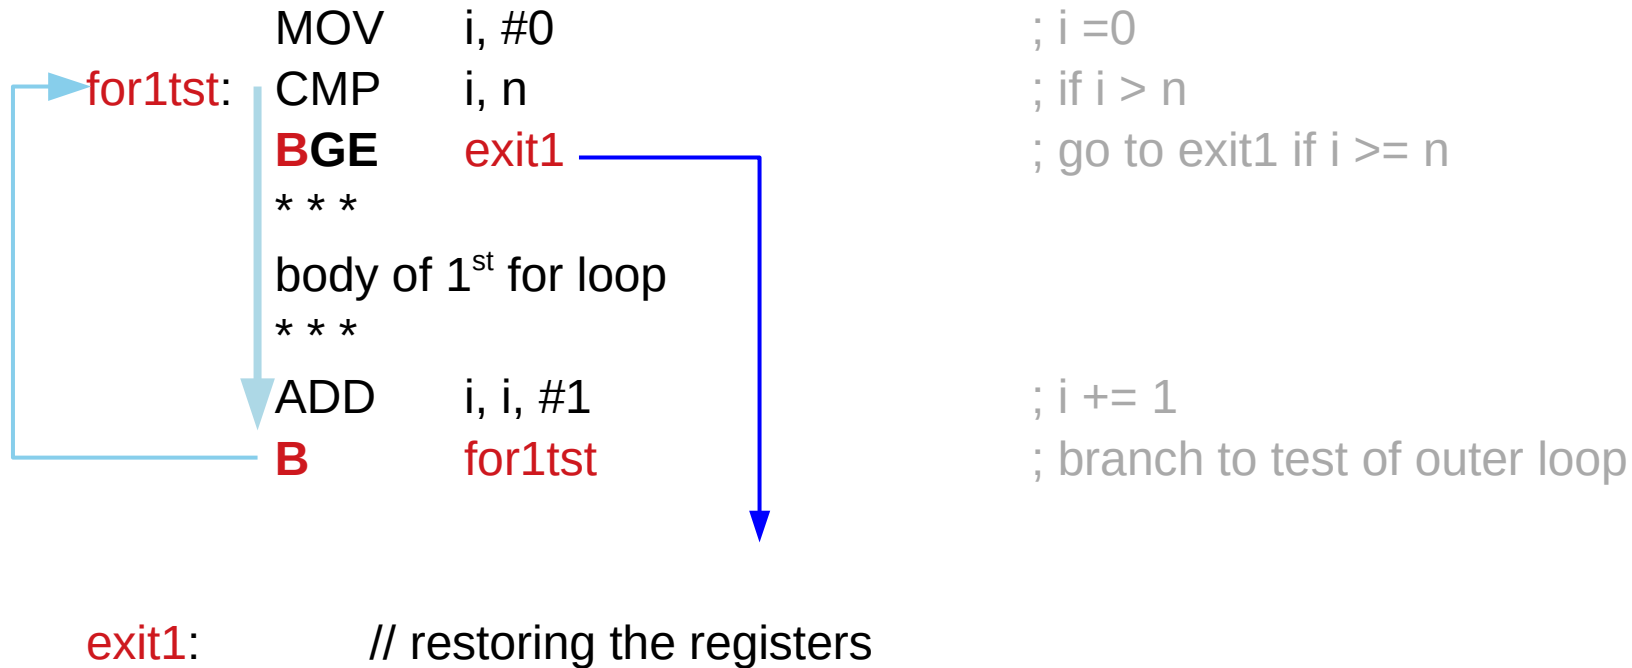 MOV i, #0 ; i =0
for1tst: CMP i, n ; if i > n
BGE exit1 ; go to exit1 if i >= n
* * *
body of 1st for loop
* * *
ADD i, i, #1 ; i += 1
B for1tst ; branch to test of outer loop
exit1: // restoring the registers